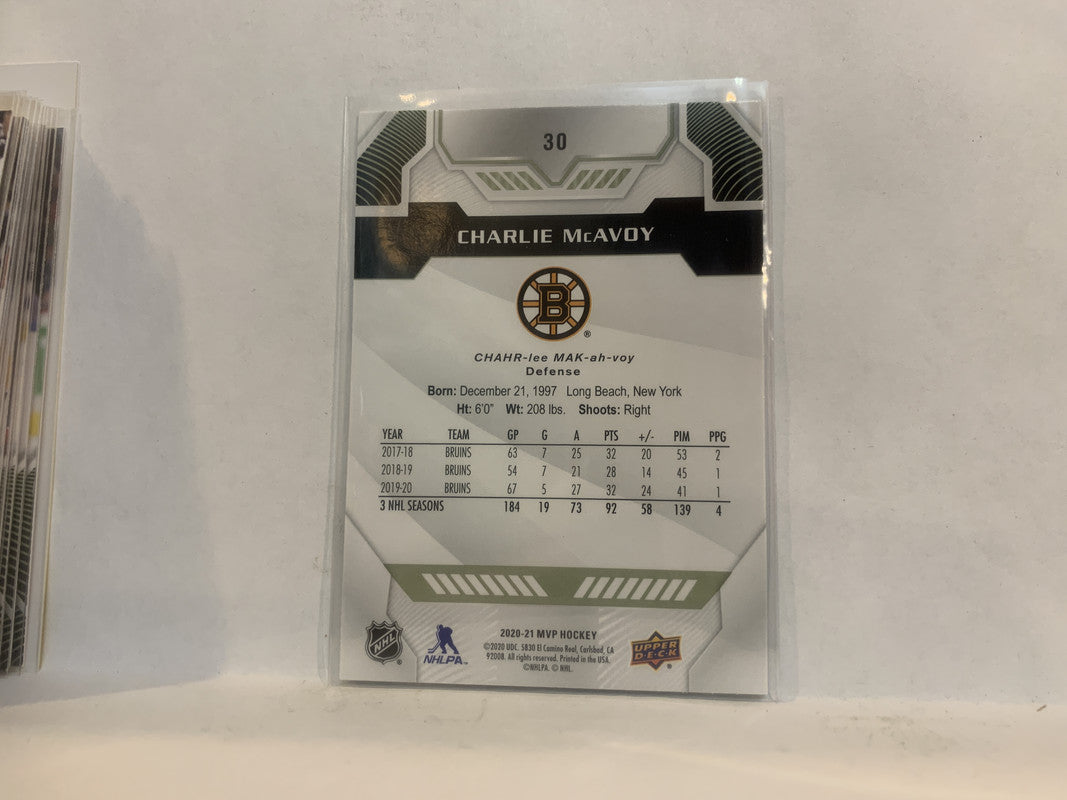 30
CHARLIE McAVOY
B
®
CHAHR-lee MAK-ah-voy
Defense
Born: December 21, 1997 Long Beach, New York
Ht: 6'0" Wt: 208 lbs. Shoots: Right
YEAR TEAM GP G A PTS +/- PIM PPG
2017-18 BRUINS 63 7 25 32 20 53 2
2018-19 BRUINS 54 7 21 28 14 45 1
2019-20 BRUINS 67 5 27 32 24 41 1
3 NHL SEASONS 184 19 73 92 58 139 4
NHL ®
NHLPA™
2020-21 MVP HOCKEY
©2020 UDC. 5830 El Camino Real, Carlsbad, CA
92008. All rights reserved. Printed in the USA.
©NHLPA. © NHL.
UPPER
DECK ®